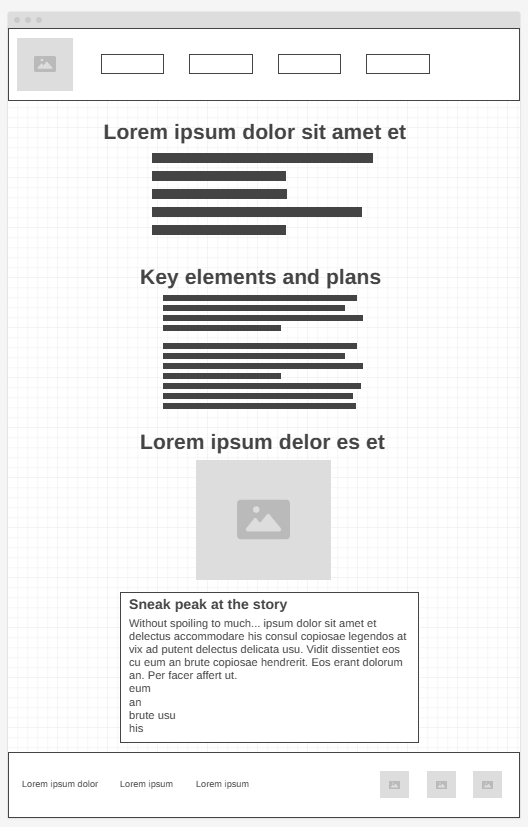 Lorem ipsum dolor sit amet et
Key elements and plans
Lorem ipsum delor es et
Sneak peak at the story
Without spoiling to much... ipsum dolor sit amet et
delectus accommodare his consul copiosae legendos at
vix ad putent delectus delicata usu. Vidit dissentiet eos
cu eum an brute copiosae hendrerit. Eos erant dolorum
an. Per facer affert ut.
eum
an
brute usu
his
Lorem ipsum dolor Lorem ipsum Lorem ipsum